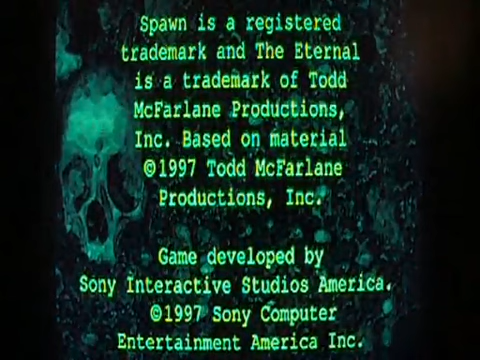 Spawn is a registered
trademark and The Eternal
is a trademark of Todd
McFarlane Productions,
Inc. Based on material
©1997 Todd McFarlane
Productions, Inc.
Game developed by
Sony Interactive Studios America.
©1997 Sony Computer
Entertainment America Inc.